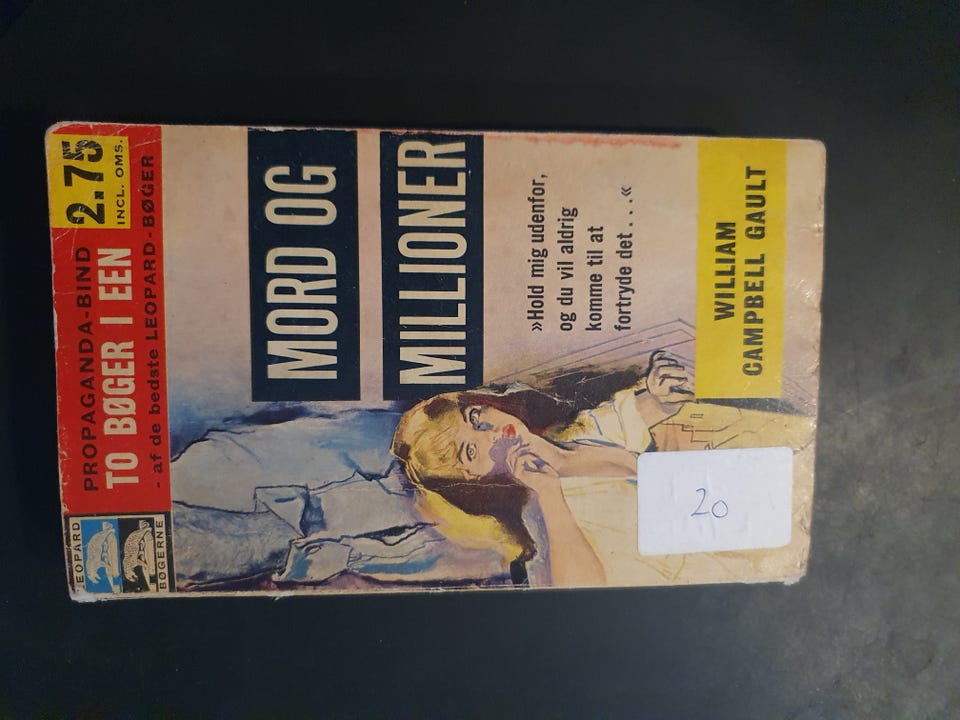 LEOPARD
BØGERNE
PROPAGANDA-BIND
TO BØGER I EEN
- af de bedste LEOPARD-BØGER
2.75
INCL. OMS.
MORD OG
MILLIONER
»Hold mig udenfor,
og du vil aldrig
komme til at
fortryde det...«
WILLIAM
CAMPBELL GAULT
20